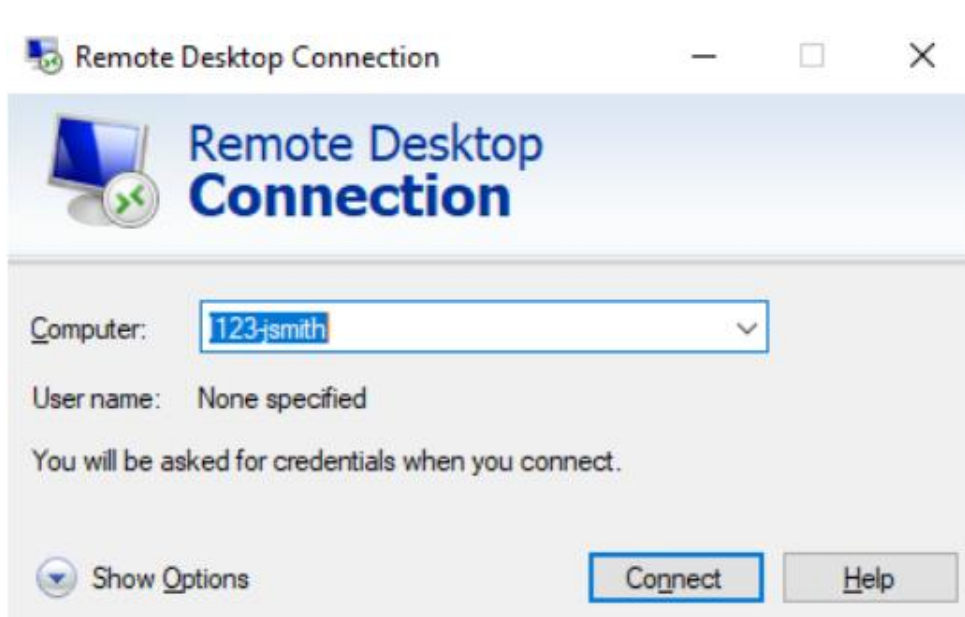 Remote Desktop Connection
Remote Desktop
Connection
Computer: J123-jsmith
User name: None specified
You will be asked for credentials when you connect.
Show Options Connect Help